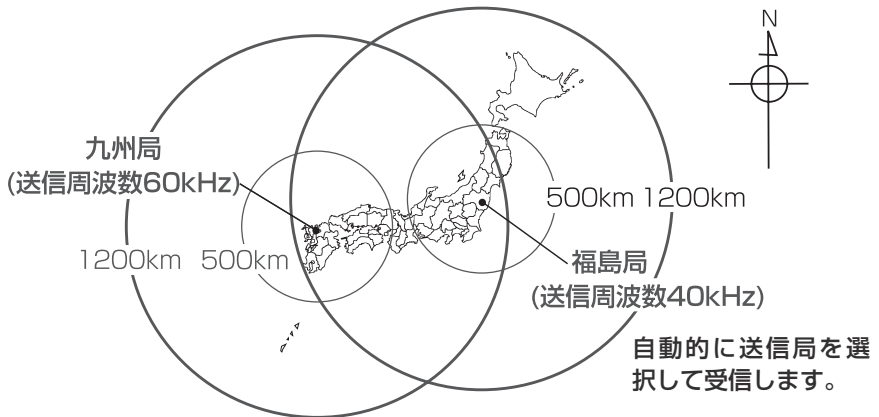 N
九州局
(送信周波数60kHz)
500km 1200km
1200km 500km
福島局
(送信周波数40kHz)
自動的に送信局を選
択して受信します。